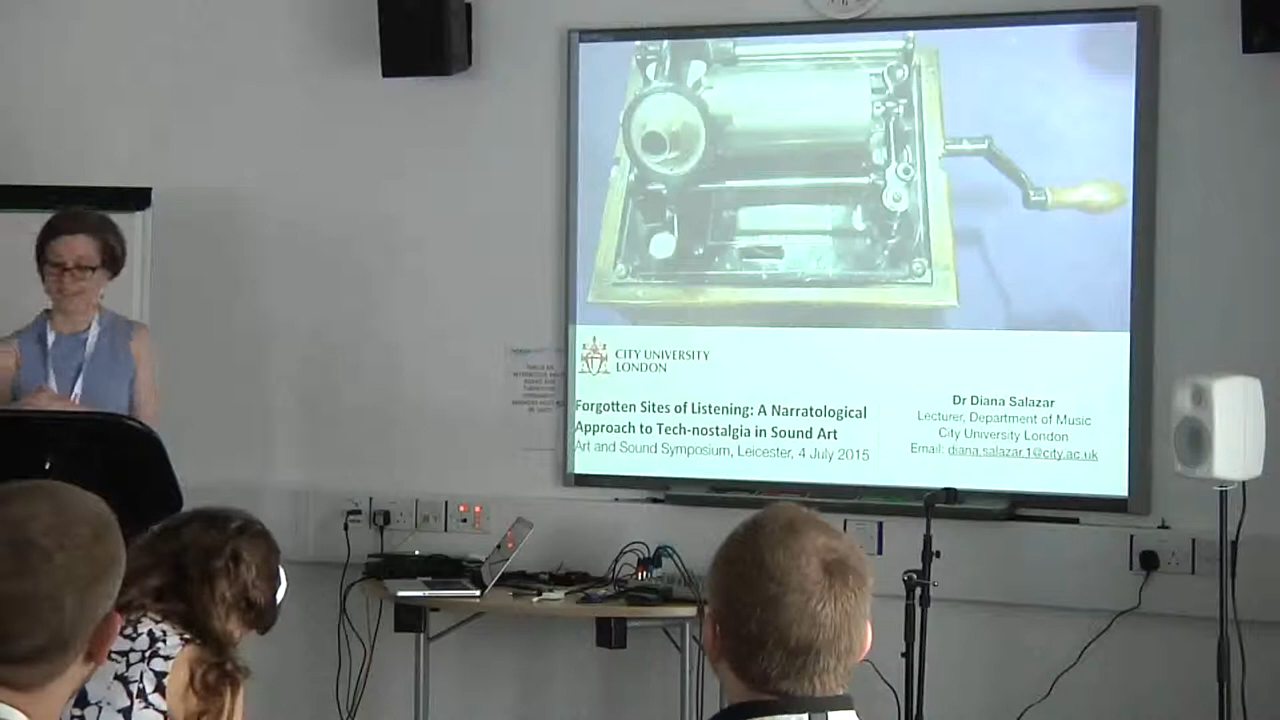 CITY UNIVERSITY
LONDON
Forgotten Sites of Listening: A Narratological
Approach to Tech-nostalgia in Sound Art
Art and Sound Symposium, Leicester, 4 July 2015
Dr Diana Salazar
Lecturer, Department of Music
City University London
Email: diana.salazar.1@city.ac.uk